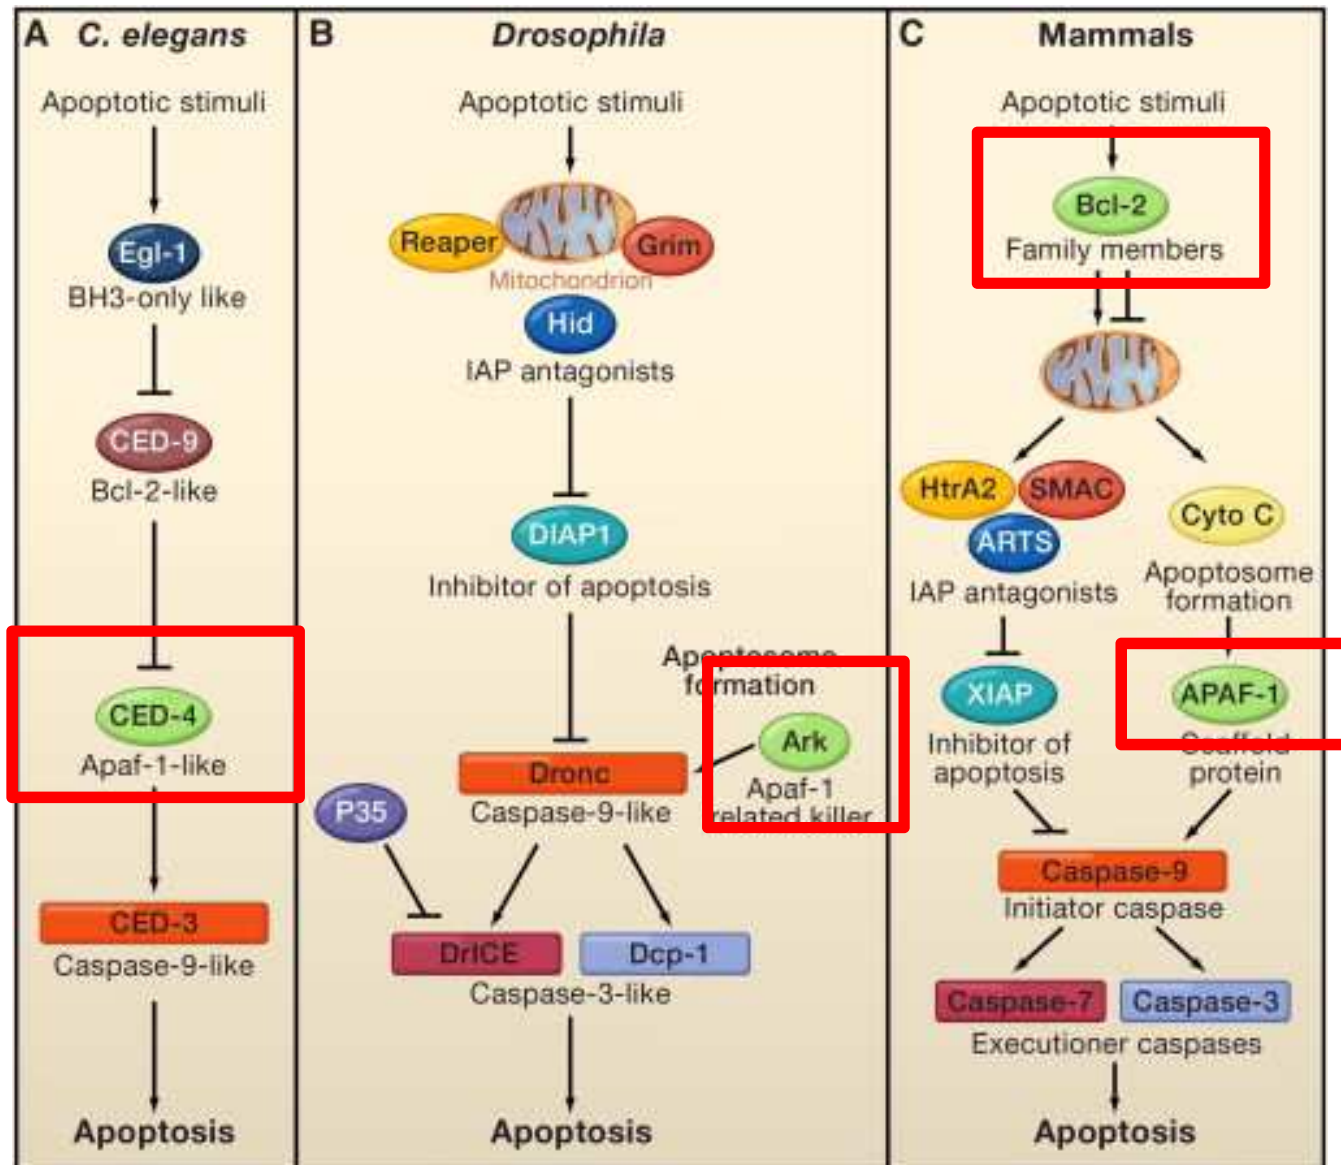 A C. elegans
Apoptotic stimuli
Egl-1
BH3-only like
CED-9
Bcl-2-like
CED-4
Apaf-1-like
CED-3
Caspase-9-like
Apoptosis
B Drosophila
Apoptotic stimuli
Reaper
Grim
Mitochondrion
Hid
IAP antagonists
DIAP1
Inhibitor of apoptosis
Apoptosome
formation
Ark
Apaf-1
related killer
Dronc
Caspase-9-like
P35
DrICE
Dcp-1
Caspase-3-like
Apoptosis
C Mammals
Apoptotic stimuli
Bcl-2
Family members
HtrA2
SMAC
ARTS
IAP antagonists
Cyto C
Apoptosome
formation
XIAP
Inhibitor of
apoptosis
APAF-1
Scaffold
protein
Caspase-9
Initiator caspase
Caspase-7
Caspase-3
Executioner caspases
Apoptosis